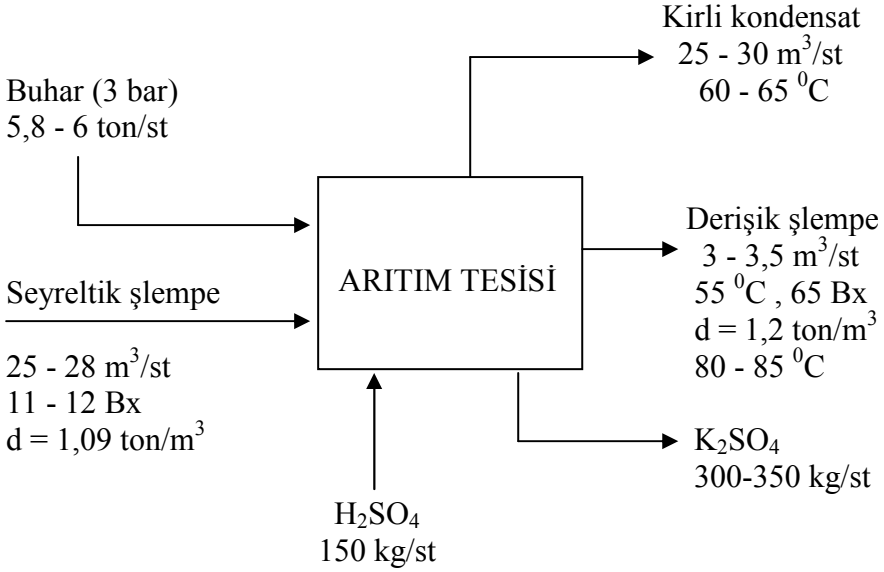 Kirli kondensat
25 - 30 m³/st
60 - 65 ⁰C
Buhar (3 bar)
5,8 - 6 ton/st
ARITIM TESİSİ
Derişik şlempe
3 - 3,5 m³/st
55 ⁰C , 65 Bx
d = 1,2 ton/m³
80 - 85 ⁰C
Seyreltik şlempe
25 - 28 m³/st
11 - 12 Bx
d = 1,09 ton/m³
K₂SO₄
300-350 kg/st
H₂SO₄
150 kg/st